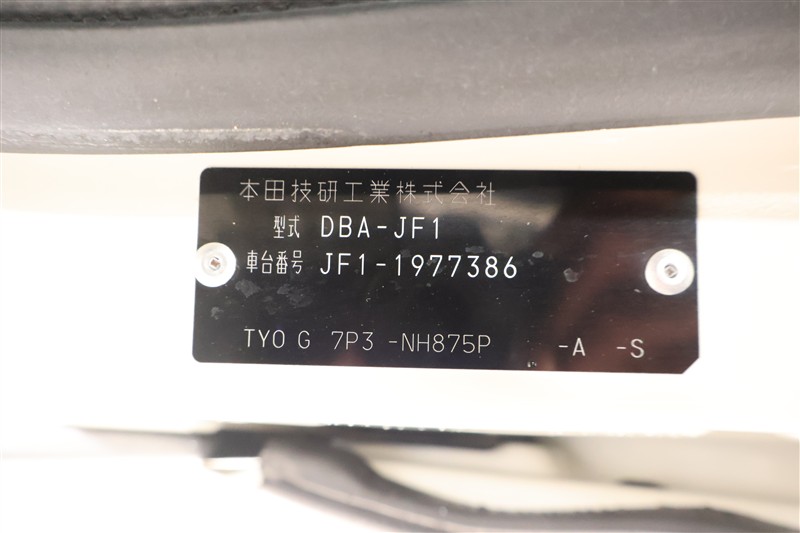 本田技研工業株式会社
型式 DBA-JF1
車台番号 JF1-1977386
TYO G 7P3 -NH875P -A -S